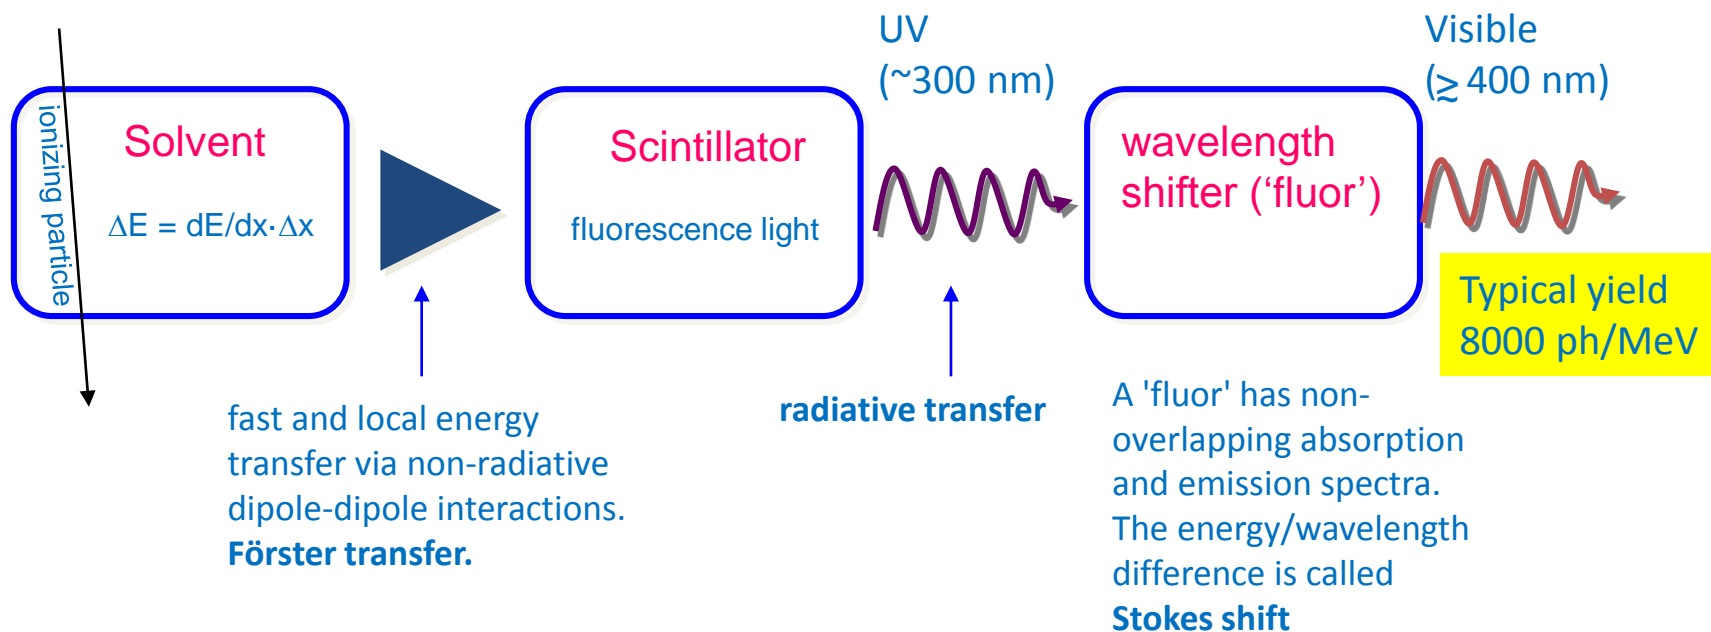 UV
(~300 nm)
Visible
(≳ 400 nm)
ionizing particle
Solvent
ΔE = dE/dx·Δx
Scintillator
fluorescence light
wavelength
shifter (‘fluor’)
Typical yield
8000 ph/MeV
fast and local energy
transfer via non-radiative
dipole-dipole interactions.
Förster transfer.
radiative transfer
A 'fluor' has non-
overlapping absorption
and emission spectra.
The energy/wavelength
difference is called
Stokes shift